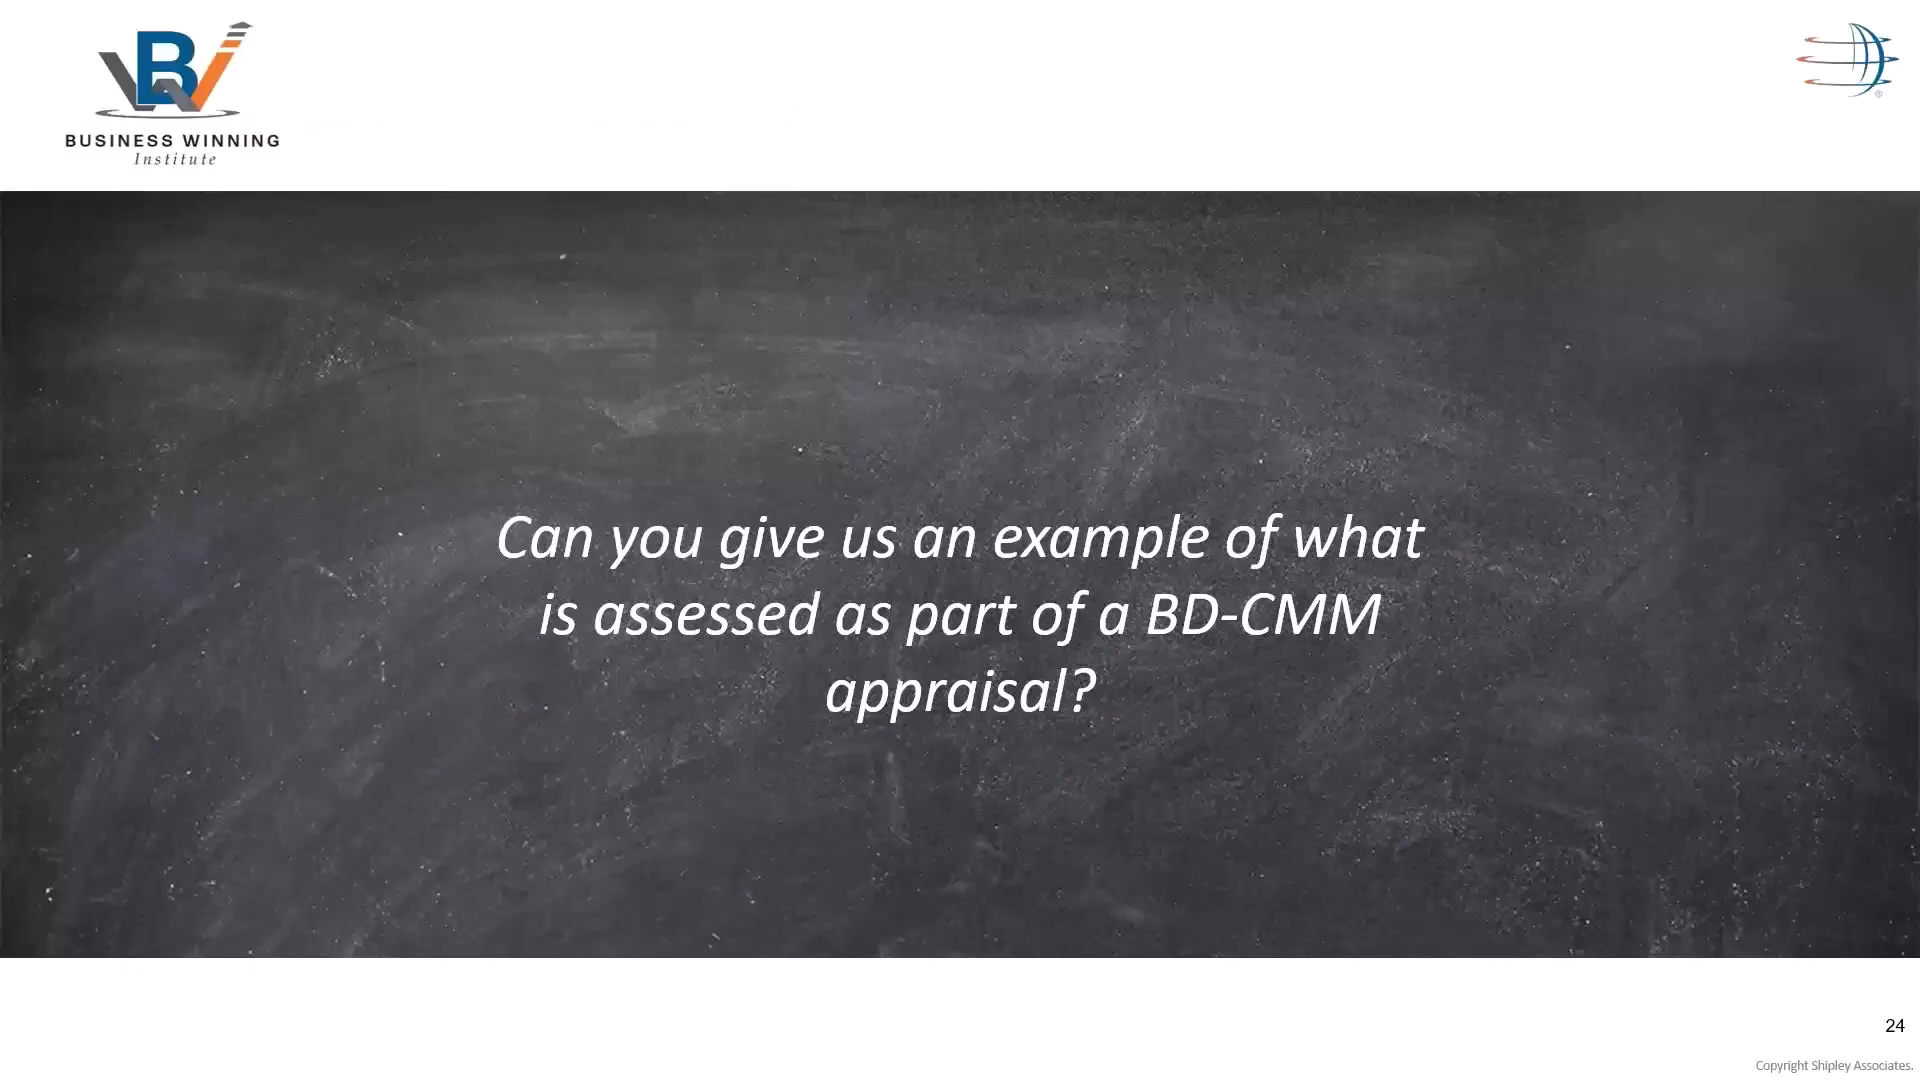 BW
BUSINESS WINNING
Institute
®
Can you give us an example of what
is assessed as part of a BD-CMM
appraisal?
24
Copyright Shipley Associates.